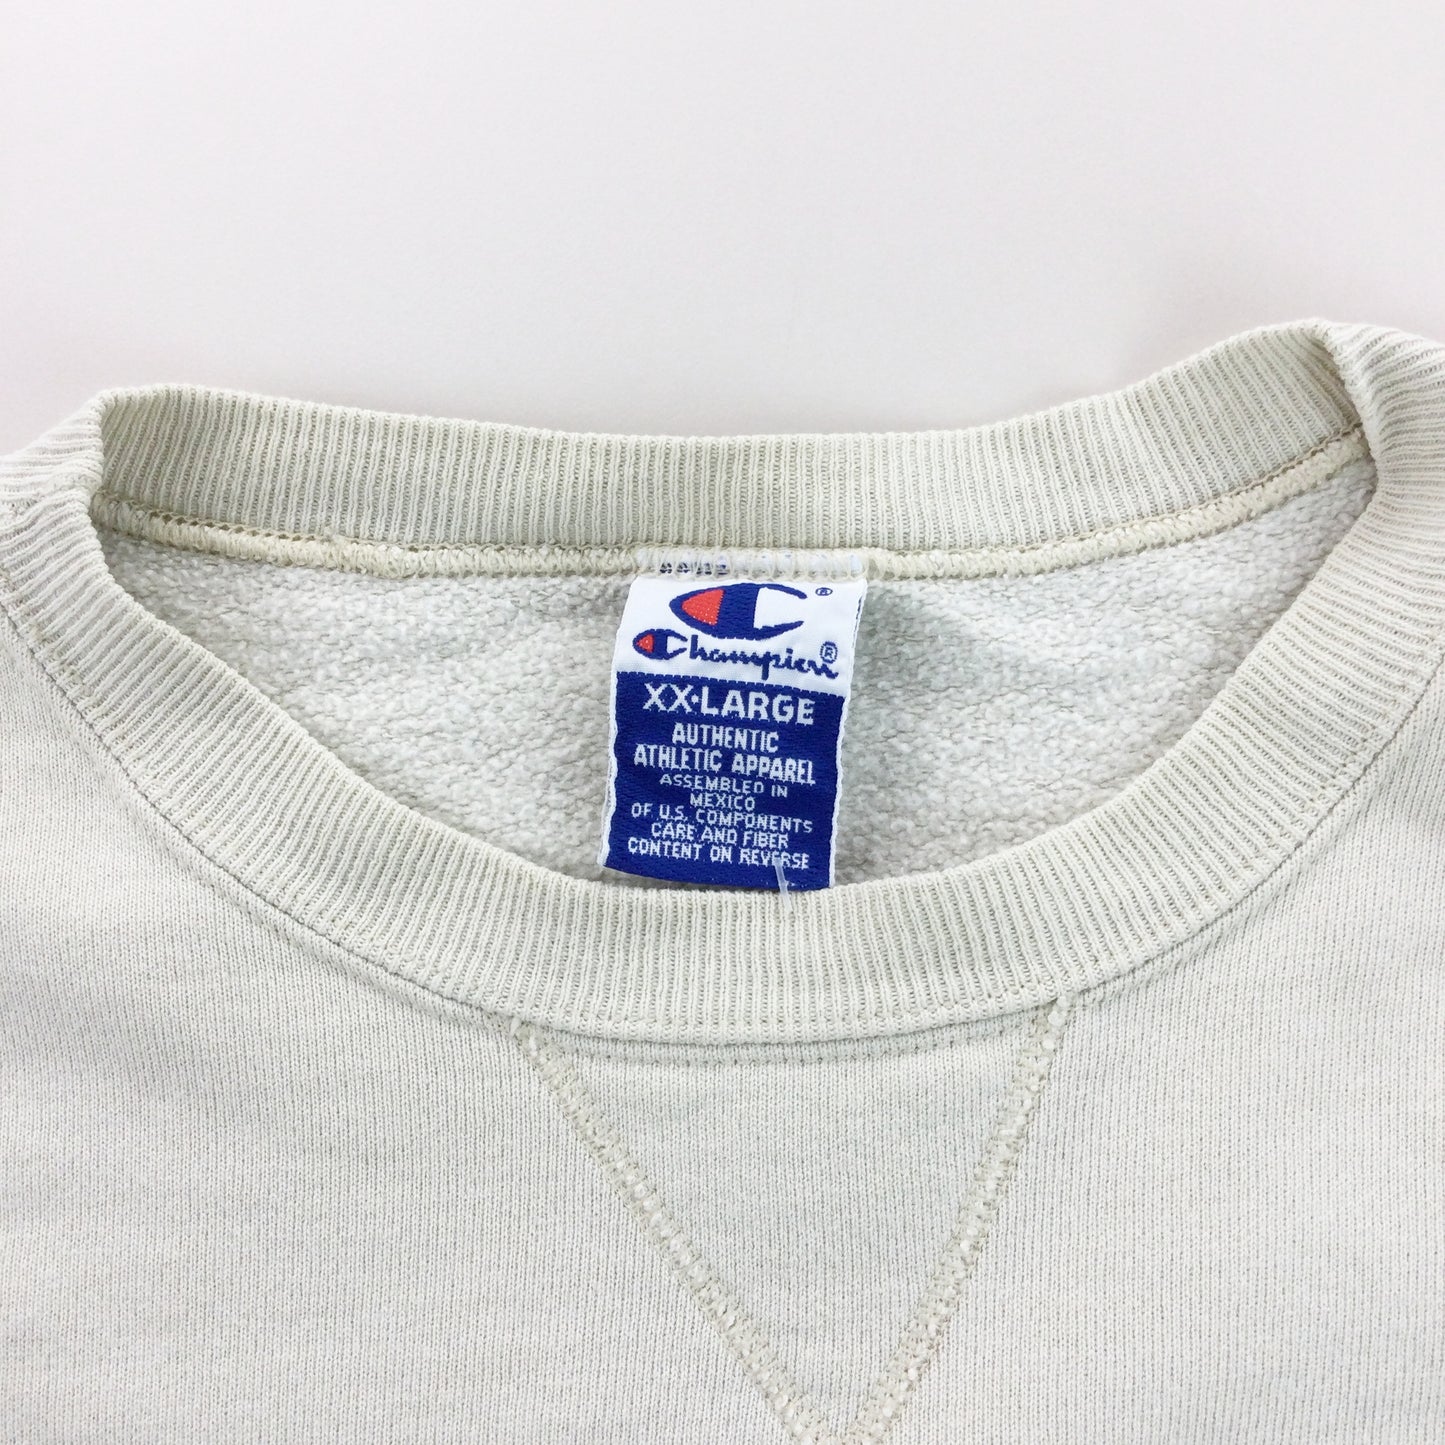 ®
Champion®
XX•LARGE
AUTHENTIC
ATHLETIC APPAREL
ASSEMBLED IN
MEXICO
OF U.S. COMPONENTS
CARE AND FIBER
CONTENT ON REVERSE